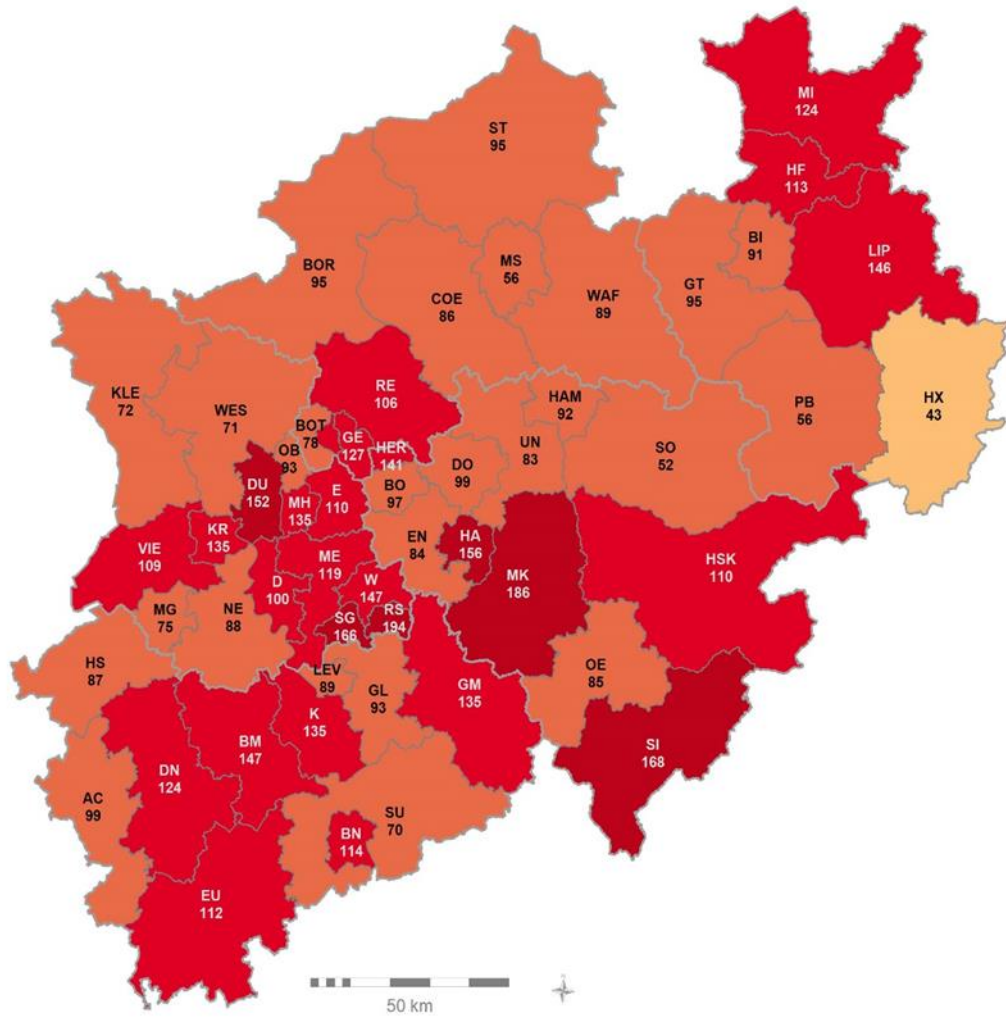 MI
124
ST
95
HF
113
BI
91
LIP
146
MS
56
BOR
95
GT
95
WAF
89
COE
86
RE
106
KLE
72
HAM
92
HX
43
PB
56
WES
71
BOT
78
GE
127
HER
141
UN
83
SO
52
OB
93
DO
99
DU
152
MH
135
E
110
BO
97
KR
135
EN
84
HA
156
VIE
109
ME
119
HSK
110
D
100
W
147
MK
186
MG
75
NE
88
SG
166
RS
194
HS
87
LEV
89
GL
93
OE
85
GM
135
K
135
BM
147
SI
168
DN
124
AC
99
SU
70
BN
114
EU
112
50 km